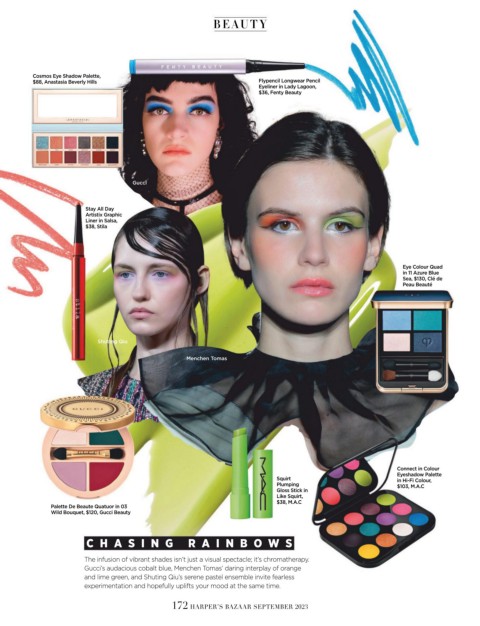 BEAUTY
FENTY BEAUTY
Cosmos Eye Shadow Palette,
$88, Anastasia Beverly Hills
Flypencil Longwear Pencil
Eyeliner in Lady Lagoon,
$36, Fenty Beauty
Gucci
Stay All Day
Artistix Graphic
Liner in Salsa,
$38, Stila
Stila
Shuting Qiu
Eye Colour Quad
in 11 Azure Blue
Sea, $130, Clé de
Peau Beauté
Menchen Tomas
GUCCI
GUCCI
Palette De Beaute Quatuor in 03
Wild Bouquet, $120, Gucci Beauty
MAC
Squirt
Plumping
Gloss Stick in
Like Squirt,
$38, M.A.C
Connect in Colour
Eyeshadow Palette
in Hi-Fi Colour,
$103, M.A.C
CHASING RAINBOWS
The infusion of vibrant shades isn't just a visual spectacle; it's chromatherapy.
Gucci's audacious cobalt blue, Menchen Tomas' daring interplay of orange
and lime green, and Shuting Qiu's serene pastel ensemble invite fearless
experimentation and hopefully uplifts your mood at the same time.
172 HARPER'S BAZAAR SEPTEMBER 2023